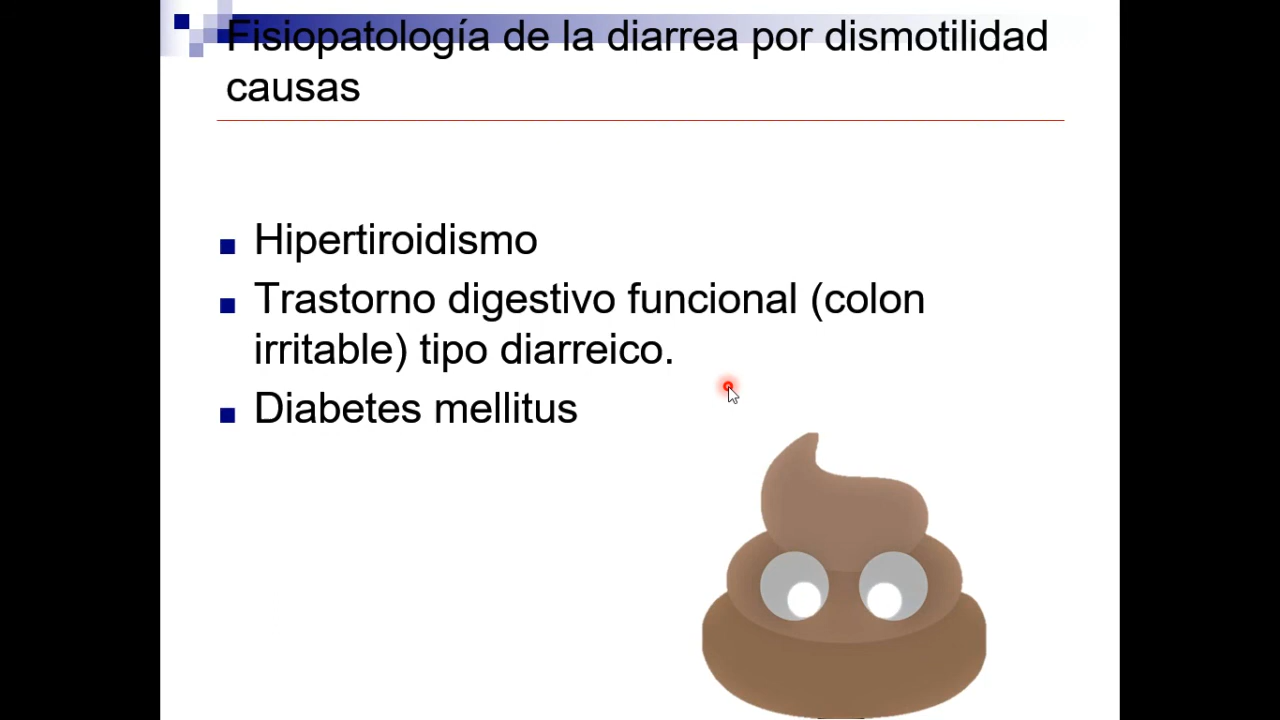 Fisiopatología de la diarrea por dismotilidad
causas
Hipertiroidismo
Trastorno digestivo funcional (colon
irritable) tipo diarreico.
Diabetes mellitus